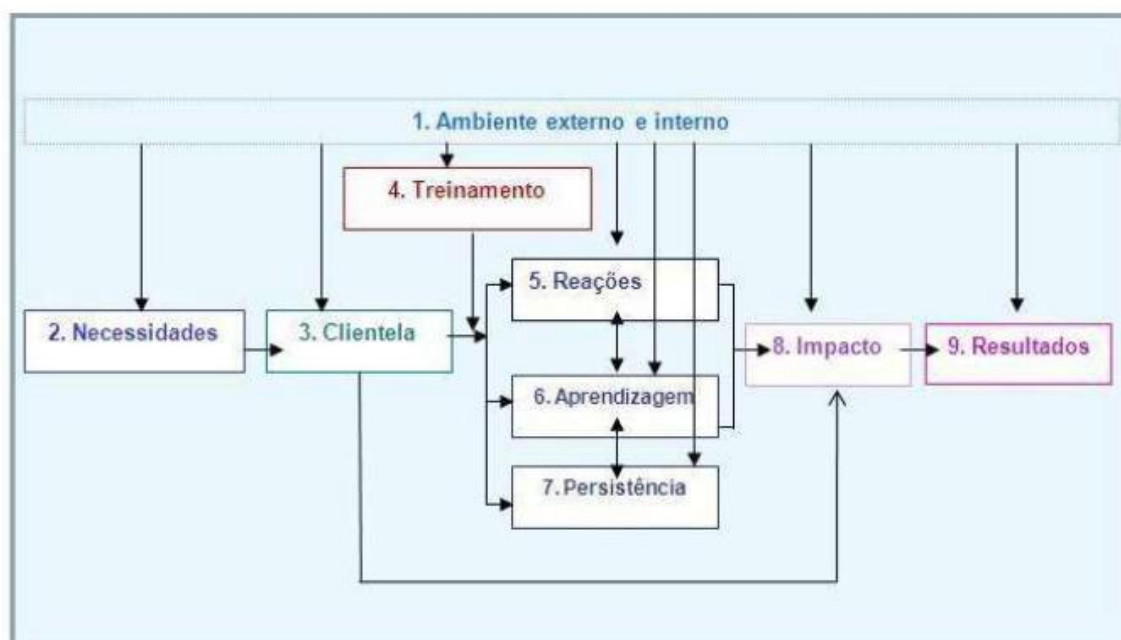 1. Ambiente externo e interno
4. Treinamento
5. Reações
2. Necessidades
3. Clientela
8. Impacto
9. Resultados
6. Aprendizagem
7. Persistência